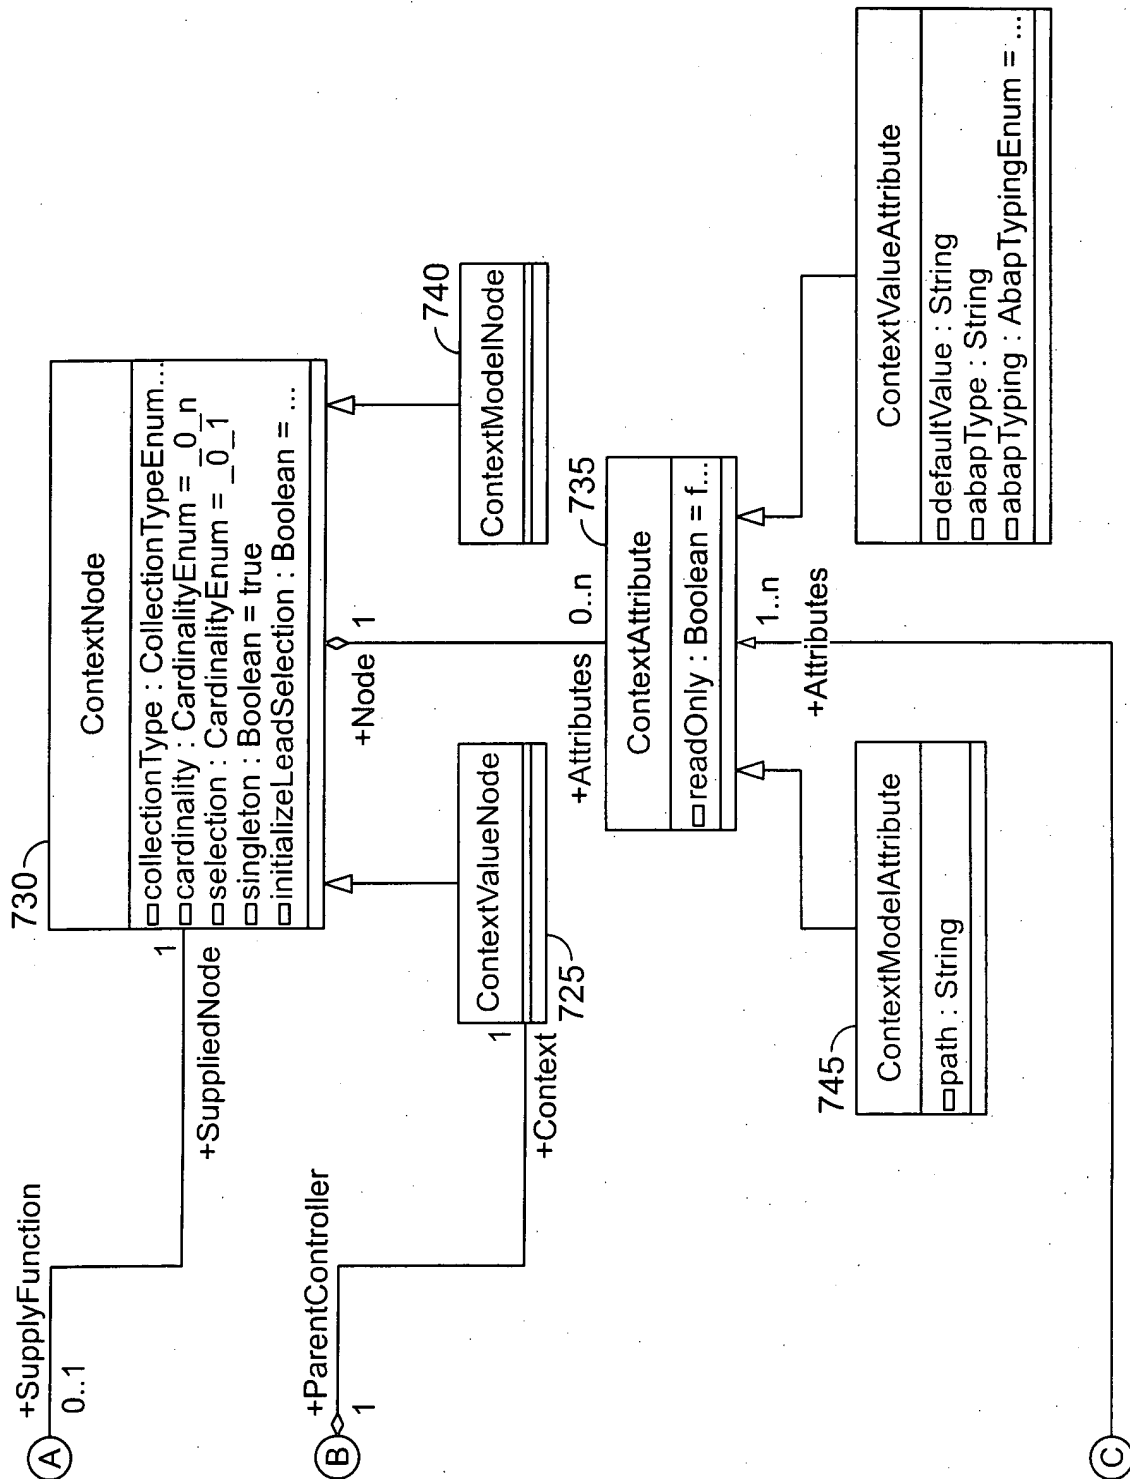 A
+SupplyFunction
0..1
+SuppliedNode
1
730
ContextNode
collectionType : CollectionTypeEnum...
cardinality : CardinalityEnum = _0_n
selection : CardinalityEnum = _0_1
singleton : Boolean = true
initializeLeadSelection : Boolean = ...
B
+ParentController
1
+Context
1
ContextValueNode
725
+Node
1
740
ContextModelNode
+Attributes
0..n
735
ContextAttribute
readOnly : Boolean = f...
1..n
+Attributes
745
ContextModelAttribute
path : String
ContextValueAttribute
defaultValue : String
abapType : String
abapTyping : AbapTypingEnum = ...
C